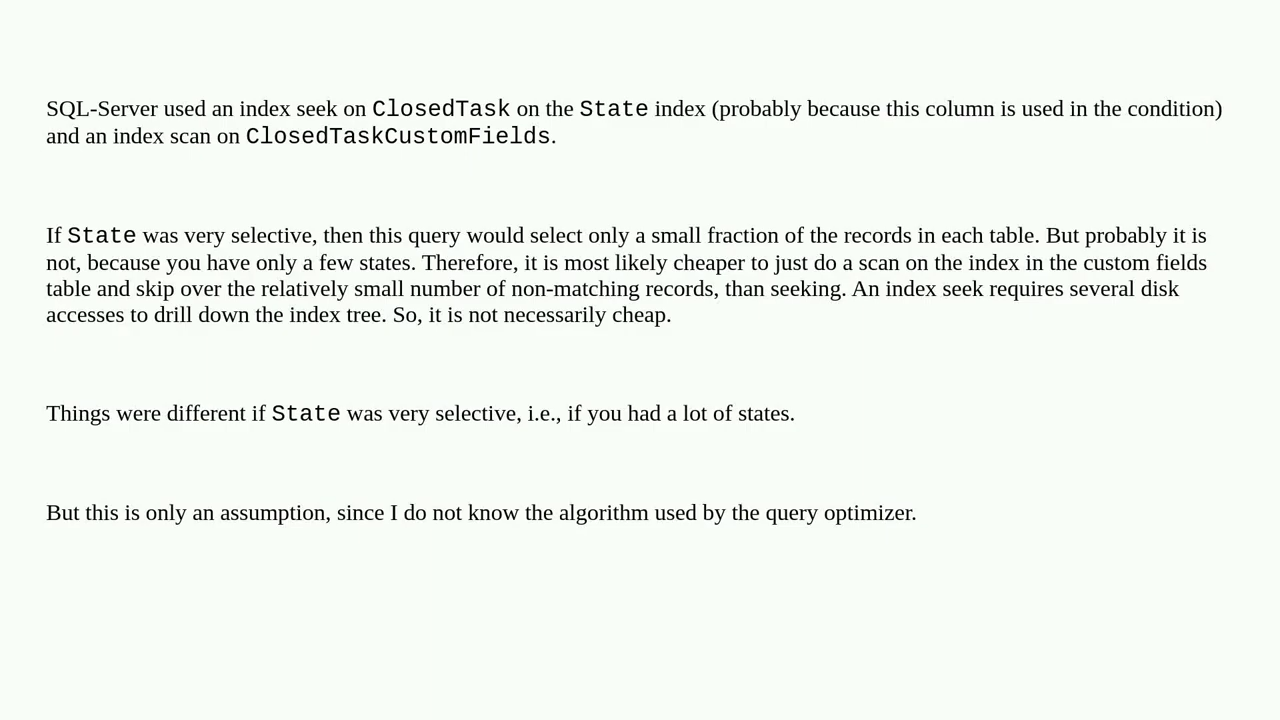 SQL-Server used an index seek on ClosedTask on the State index (probably because this column is used in the condition)
and an index scan on ClosedTaskCustomFields.
If State was very selective, then this query would select only a small fraction of the records in each table. But probably it is
not, because you have only a few states. Therefore, it is most likely cheaper to just do a scan on the index in the custom fields
table and skip over the relatively small number of non-matching records, than seeking. An index seek requires several disk
accesses to drill down the index tree. So, it is not necessarily cheap.
Things were different if State was very selective, i.e., if you had a lot of states.
But this is only an assumption, since I do not know the algorithm used by the query optimizer.